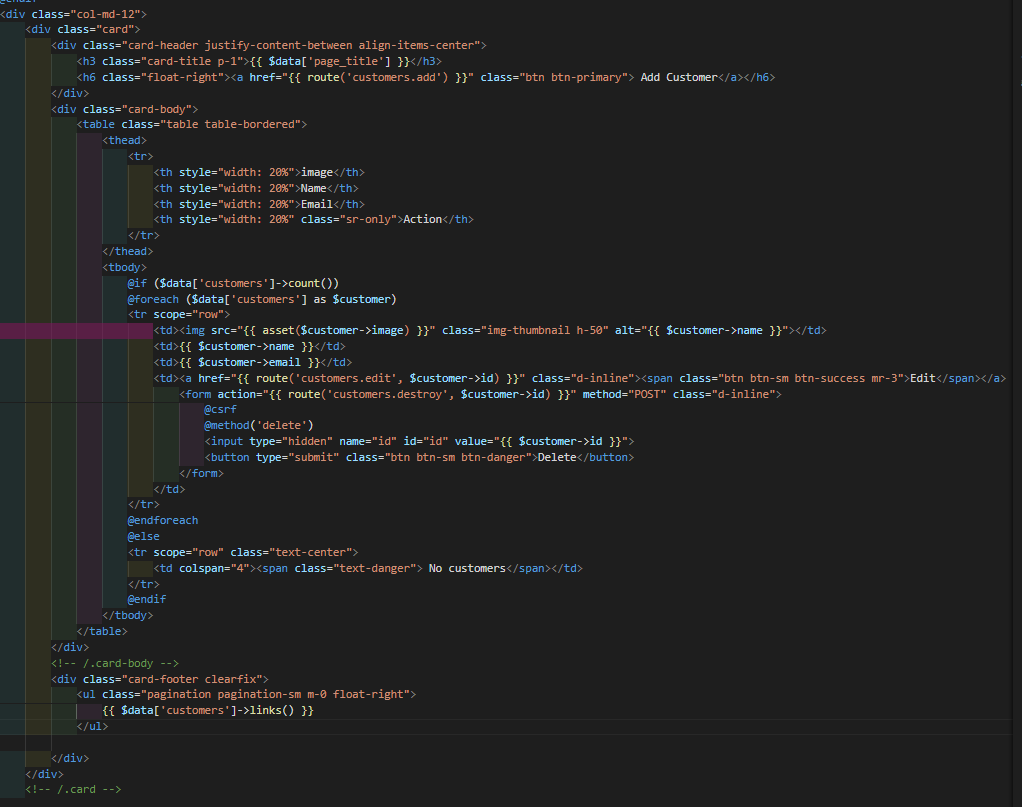 @endif
<div class="col-md-12">
<div class="card">
<div class="card-header justify-content-between align-items-center">
<h3 class="card-title p-1">{{ $data['page_title'] }}</h3>
<h6 class="float-right"><a href="{{ route('customers.add') }}" class="btn btn-primary"> Add Customer</a></h6>
</div>
<div class="card-body">
<table class="table table-bordered">
<thead>
<tr>
<th style="width: 20%">image</th>
<th style="width: 20%">Name</th>
<th style="width: 20%">Email</th>
<th style="width: 20%" class="sr-only">Action</th>
</tr>
</thead>
<tbody>
@if ($data['customers']->count())
@foreach ($data['customers'] as $customer)
<tr scope="row">
<td><img src="{{ asset($customer->image) }}" class="img-thumbnail h-50" alt="{{ $customer->name }}"></td>
<td>{{ $customer->name }}</td>
<td>{{ $customer->email }}</td>
<td><a href="{{ route('customers.edit', $customer->id) }}" class="d-inline"><span class="btn btn-sm btn-success mr-3">Edit</span></a>
<form action="{{ route('customers.destroy', $customer->id) }}" method="POST" class="d-inline">
@csrf
@method('delete')
<input type="hidden" name="id" id="id" value="{{ $customer->id }}">
<button type="submit" class="btn btn-sm btn-danger">Delete</button>
</form>
</td>
</tr>
@endforeach
@else
<tr scope="row" class="text-center">
<td colspan="4"><span class="text-danger"> No customers</span></td>
</tr>
@endif
</tbody>
</table>
</div>
<!-- /.card-body -->
<div class="card-footer clearfix">
<ul class="pagination pagination-sm m-0 float-right">
{{ $data['customers']->links() }}
</ul>
</div>
</div>
<!-- /.card -->